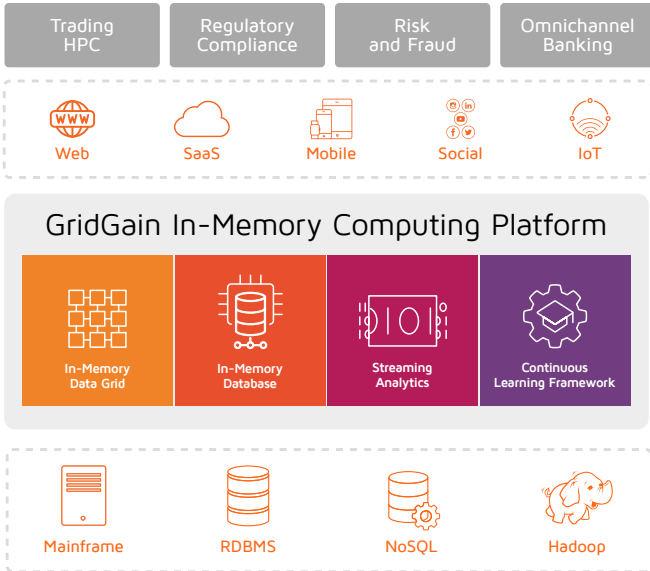 Trading
HPC
Regulatory
Compliance
Risk
and Fraud
Omnichannel
Banking
WWW
in
f
Web
SaaS
Mobile
Social
IoT
GridGain In-Memory Computing Platform
In-Memory
Data Grid
In-Memory
Database
Streaming
Analytics
Continuous
Learning Framework
Mainframe
RDBMS
NoSQL
Hadoop